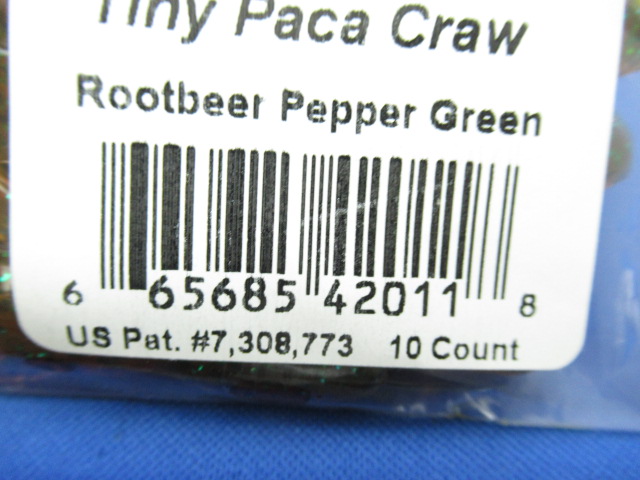 Tiny Paca Craw
Rootbeer Pepper Green
6 65685 42011 8
US Pat. #7,308,773 10 Count